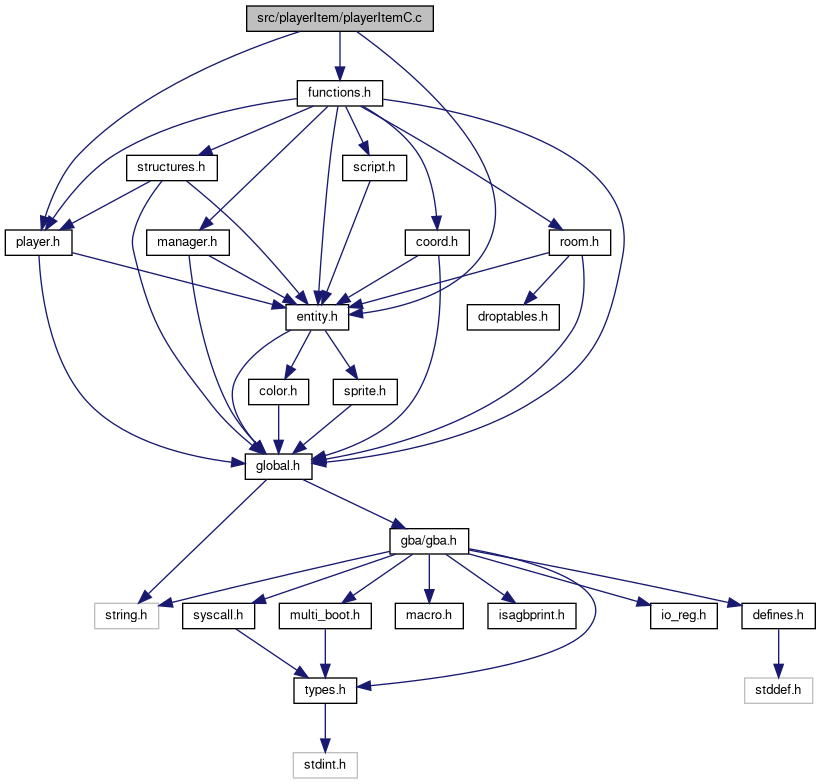 src/playerItem/playerItemC.c
functions.h
structures.h
script.h
player.h
manager.h
coord.h
room.h
entity.h
droptables.h
color.h
sprite.h
global.h
gba/gba.h
string.h
syscall.h
multi_boot.h
macro.h
isagbprint.h
io_reg.h
defines.h
types.h
stddef.h
stdint.h